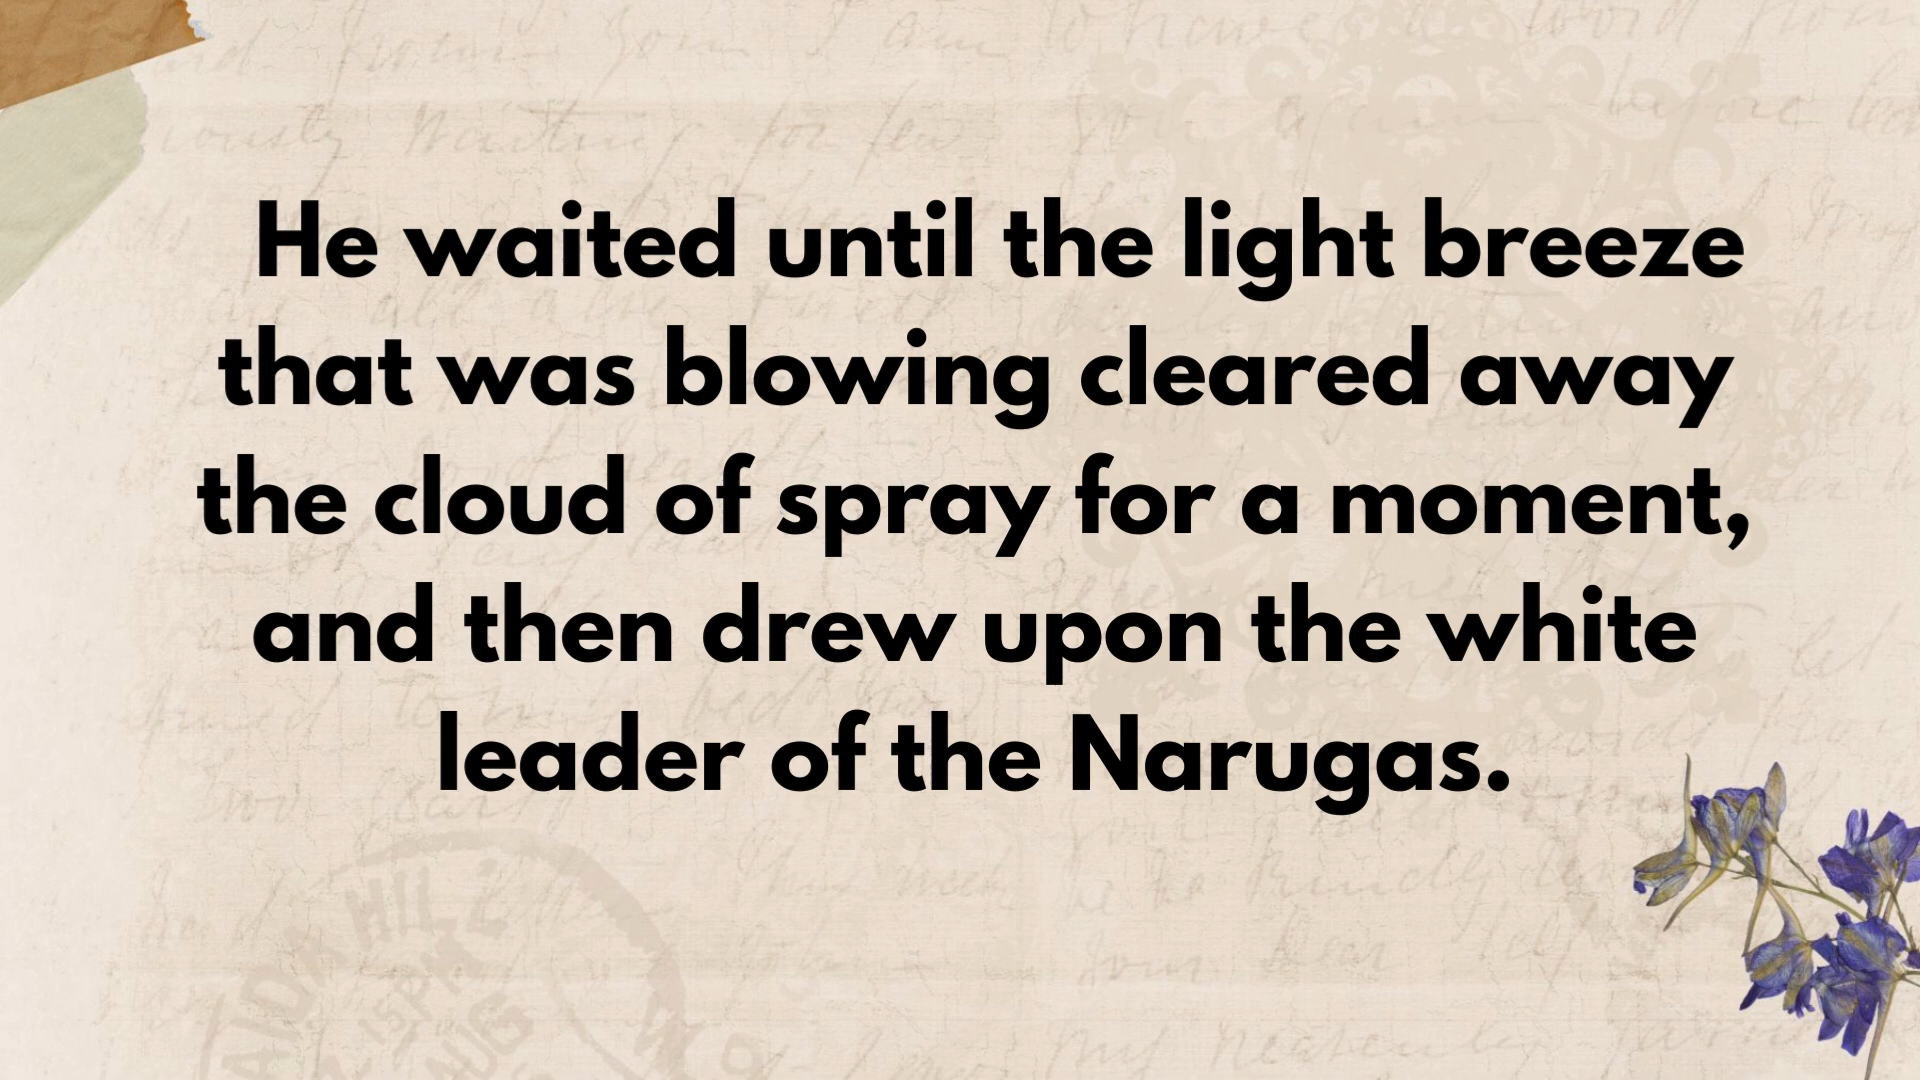 He waited until the light breeze
that was blowing cleared away
the cloud of spray for a moment,
and then drew upon the white
leader of the Narugas.